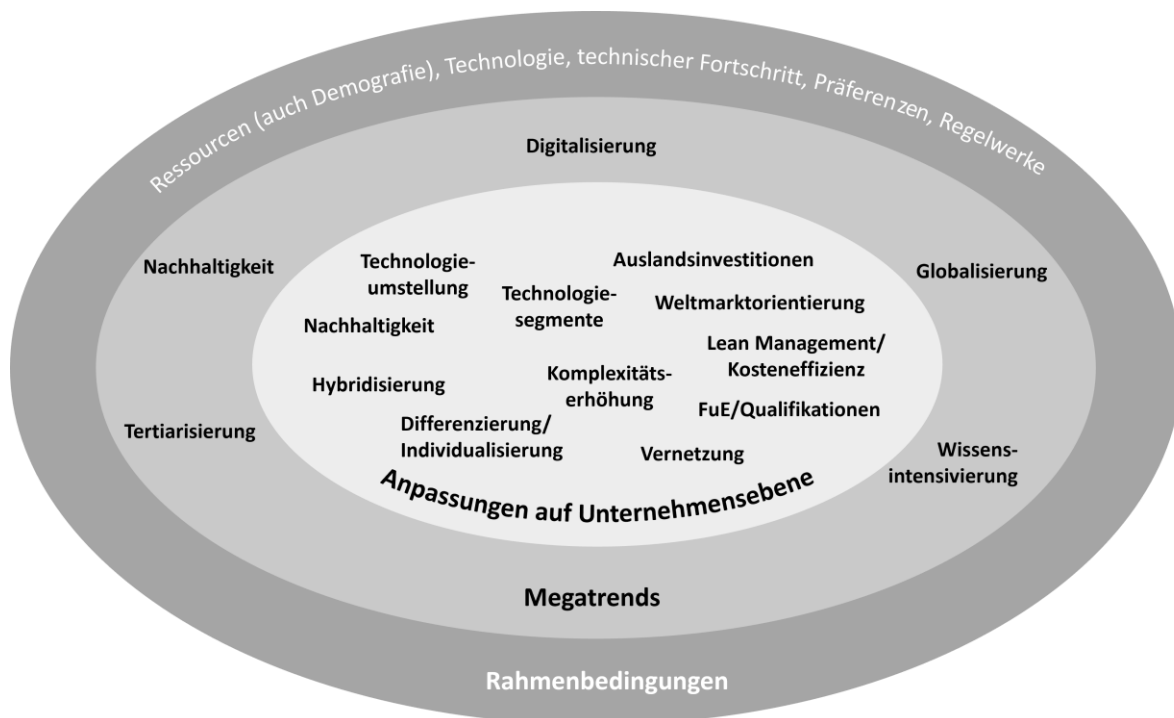 Ressourcen (auch Demografie), Technologie, technischer Fortschritt, Präferenzen, Regelwerke
Digitalisierung
Nachhaltigkeit
Globalisierung
Tertiarisierung
Wissens-
intensivierung
Technologie-
umstellung
Auslandsinvestitionen
Technologie-
segmente
Weltmarktorientierung
Nachhaltigkeit
Lean Management/
Kosteneffizienz
Hybridisierung
Komplexitäts-
erhöhung
FuE/Qualifikationen
Differenzierung/
Individualisierung
Vernetzung
Anpassungen auf Unternehmensebene
Megatrends
Rahmenbedingungen